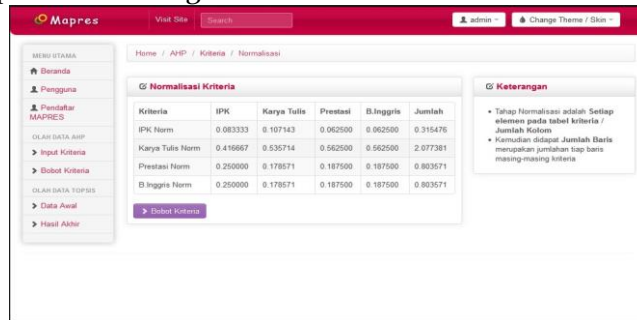 Mapres
Visit Site
Search
admin
Change Theme / Skin
MENU UTAMA
Beranda
Pengguna
Pendaftar
MAPRES
OLAH DATA AHP
Input Kriteria
Bobot Kriteria
OLAH DATA TOPSIS
Data Awal
Hasil Akhir
Home / AHP / Kriteria / Normalisasi
Normalisasi Kriteria
Kriteria IPK Karya Tulis Prestasi B.Inggris Jumlah
IPK Norm 0.083333 0.107143 0.062500 0.062500 0.315476
Karya Tulis Norm 0.416667 0.535714 0.562500 0.562500 2.077381
Prestasi Norm 0.250000 0.178571 0.187500 0.187500 0.803571
B.Inggris Norm 0.250000 0.178571 0.187500 0.187500 0.803571
Bobot Kriteria
Keterangan
Tahap Normalisasi adalah Setiap
elemen pada tabel kriteria /
Jumlah Kolom
Kemudian didapat Jumlah Baris
merupakan jumlahan tiap baris
masing-masing kriteria